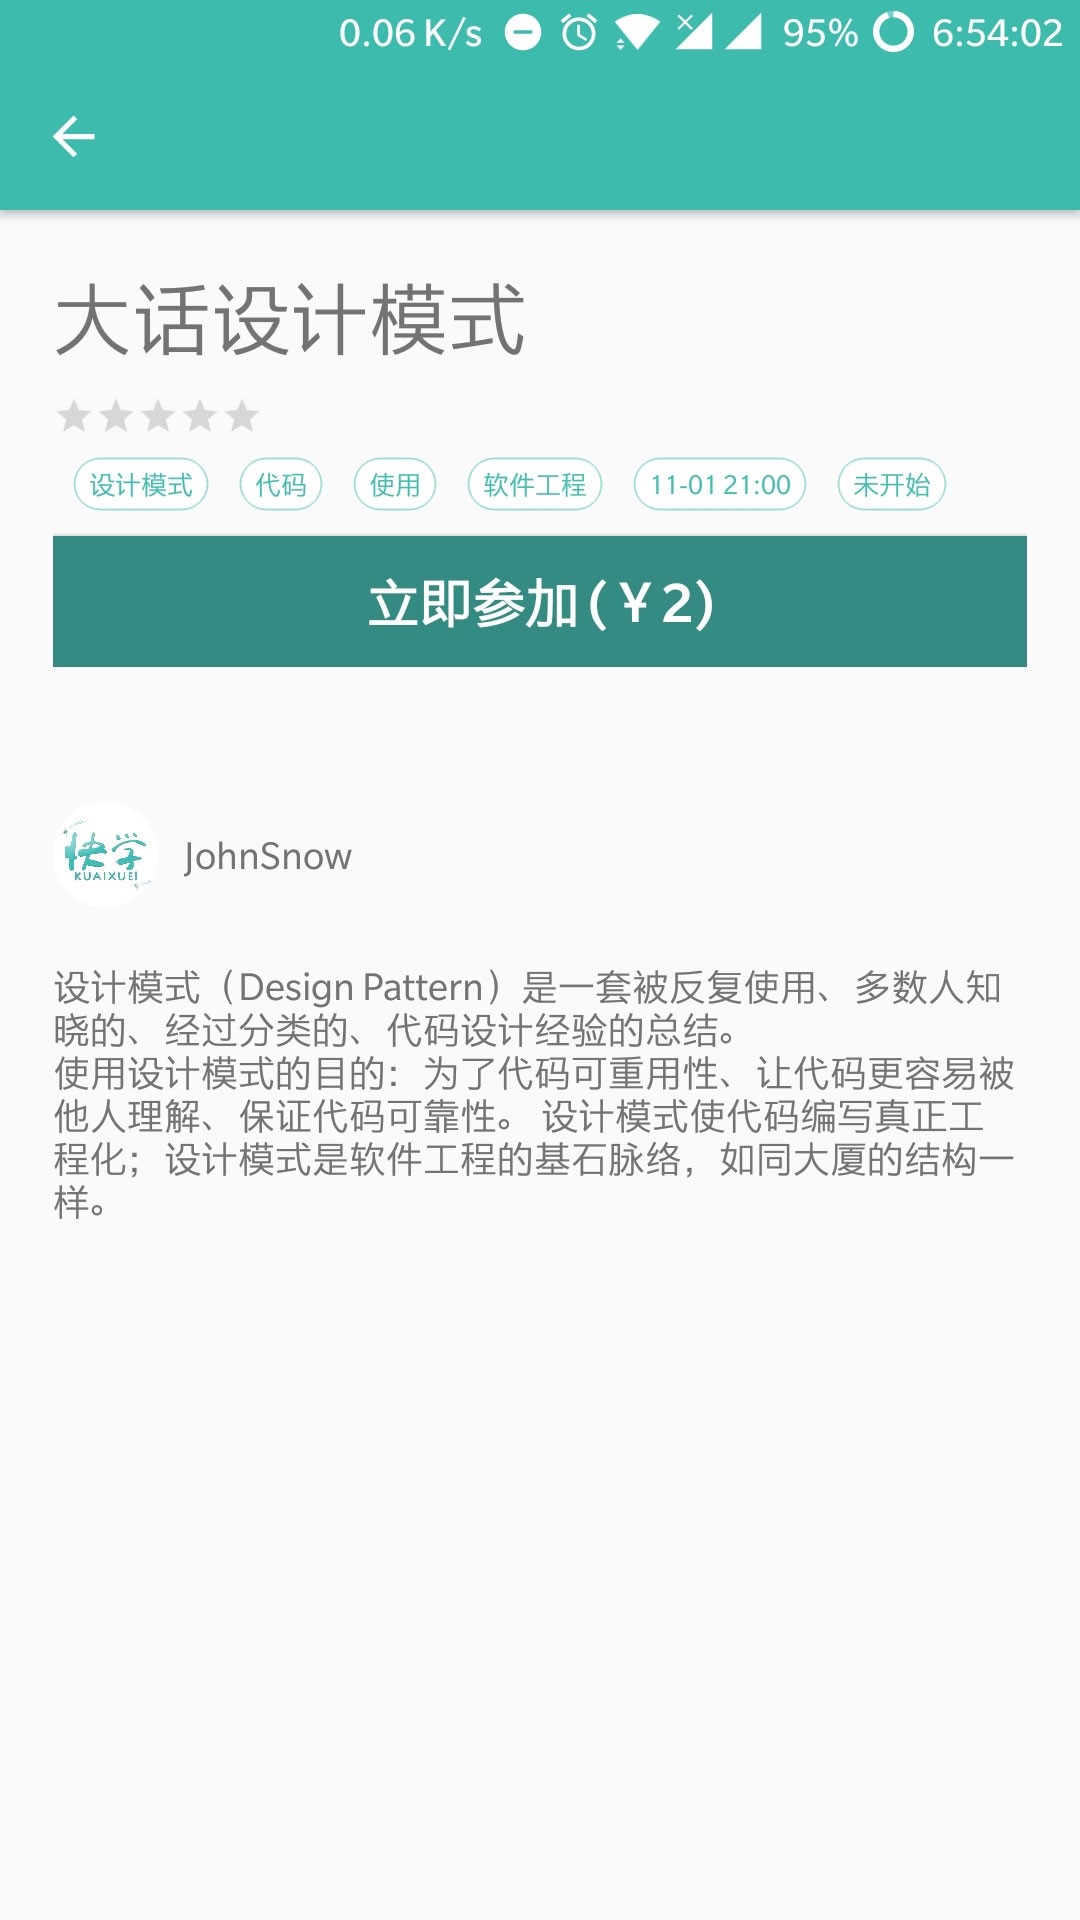 0.06 K/s 95% 6:54:02
大话设计模式
设计模式 代码 使用 软件工程 11-01 21:00 未开始
立即参加(￥2)
快学
KUAIXUEI
JohnSnow
设计模式（Design Pattern）是一套被反复使用、多数人知
晓的、经过分类的、代码设计经验的总结。
使用设计模式的目的：为了代码可重用性、让代码更容易被
他人理解、保证代码可靠性。 设计模式使代码编写真正工
程化；设计模式是软件工程的基石脉络，如同大厦的结构一
样。